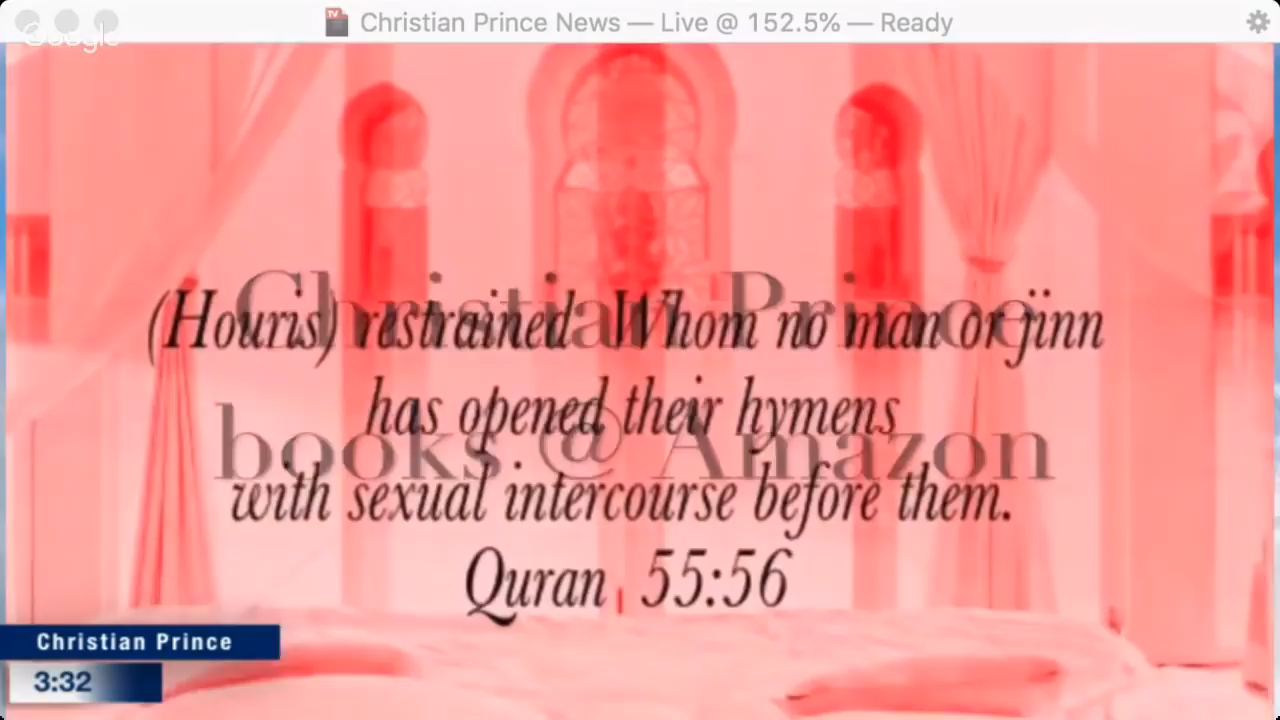 Christian Prince News — Live @ 152.5% — Ready
Google
Christian Prince
books @ Amazon
(Houris) restrained Whom no man or jinn
has opened their hymens
with sexual intercourse before them.
Quran 55:56
Christian Prince
3:32